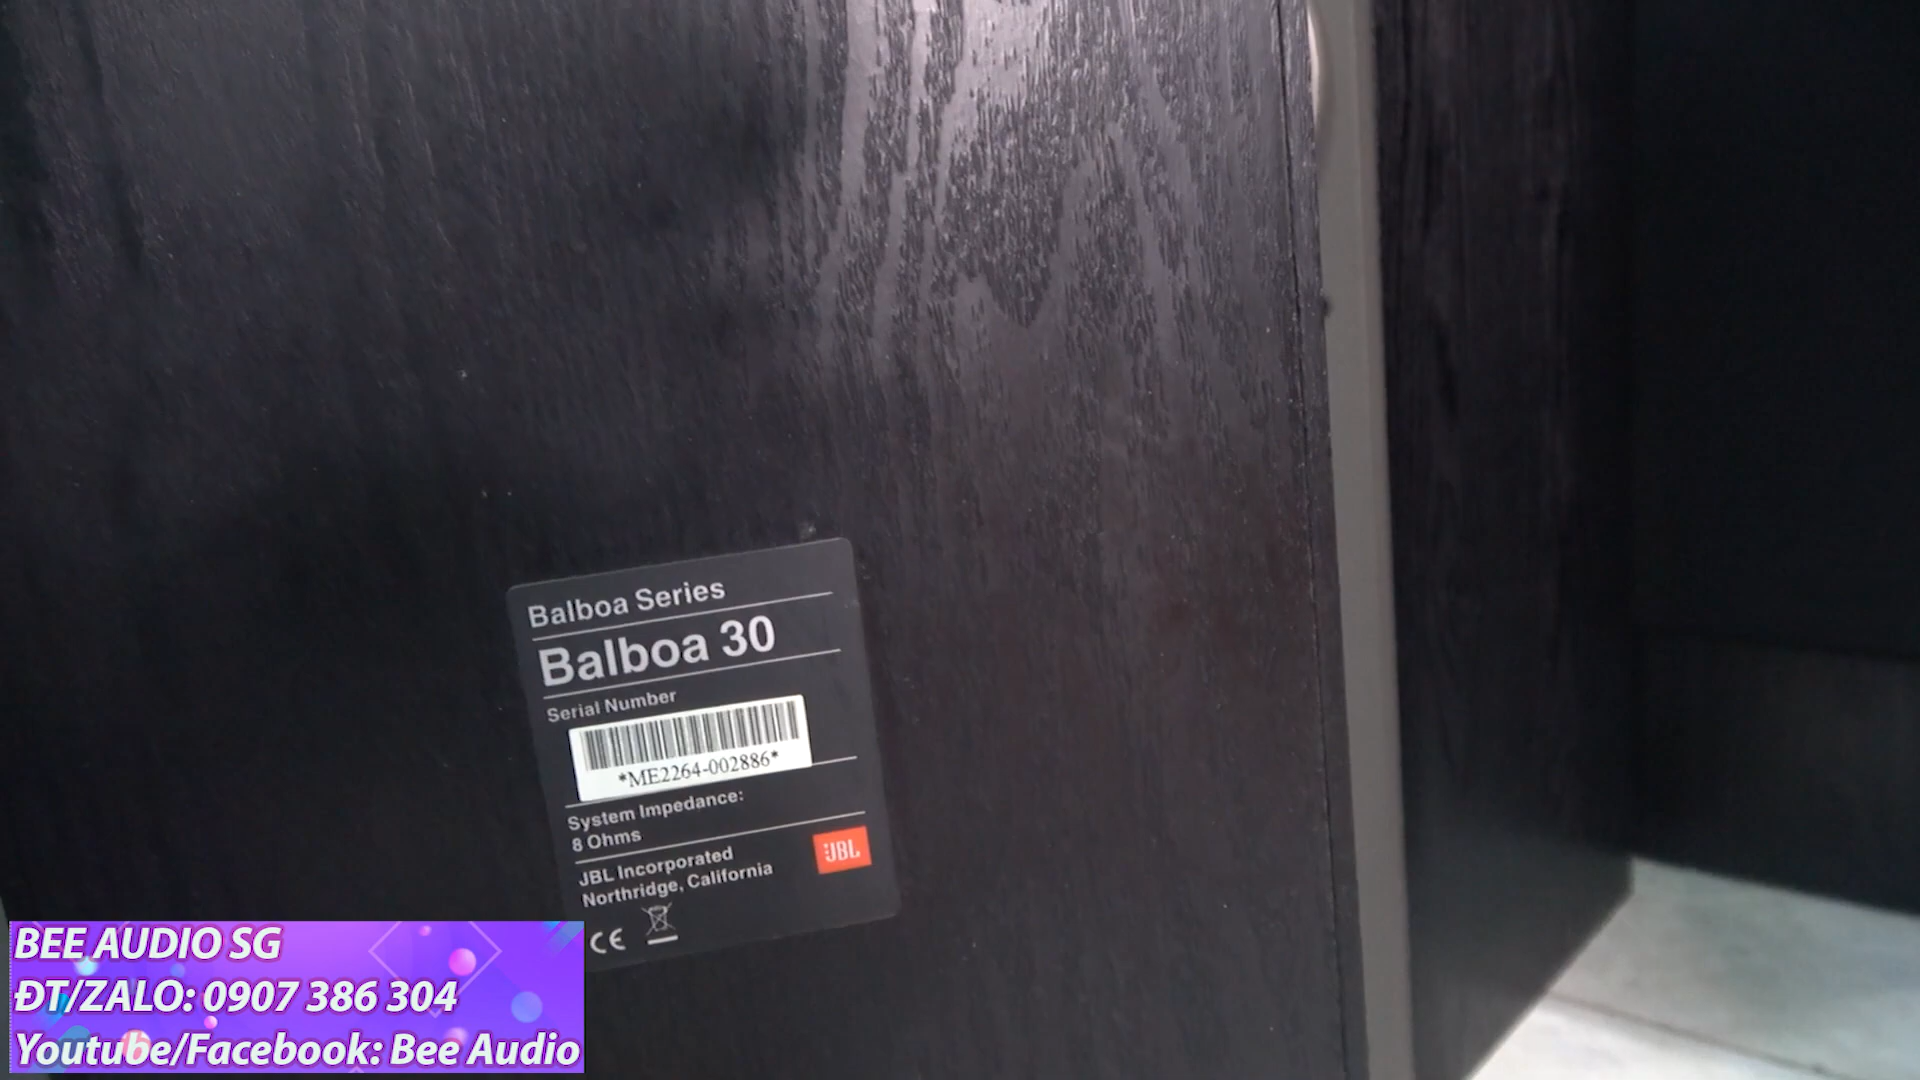 Balboa Series
Balboa 30
Serial Number
*ME2264-002886*
System Impedance:
8 Ohms
JBL Incorporated
Northridge, California
JBL
CE
BEE AUDIO SG
ĐT/ZALO: 0907 386 304
Youtube/Facebook: Bee Audio